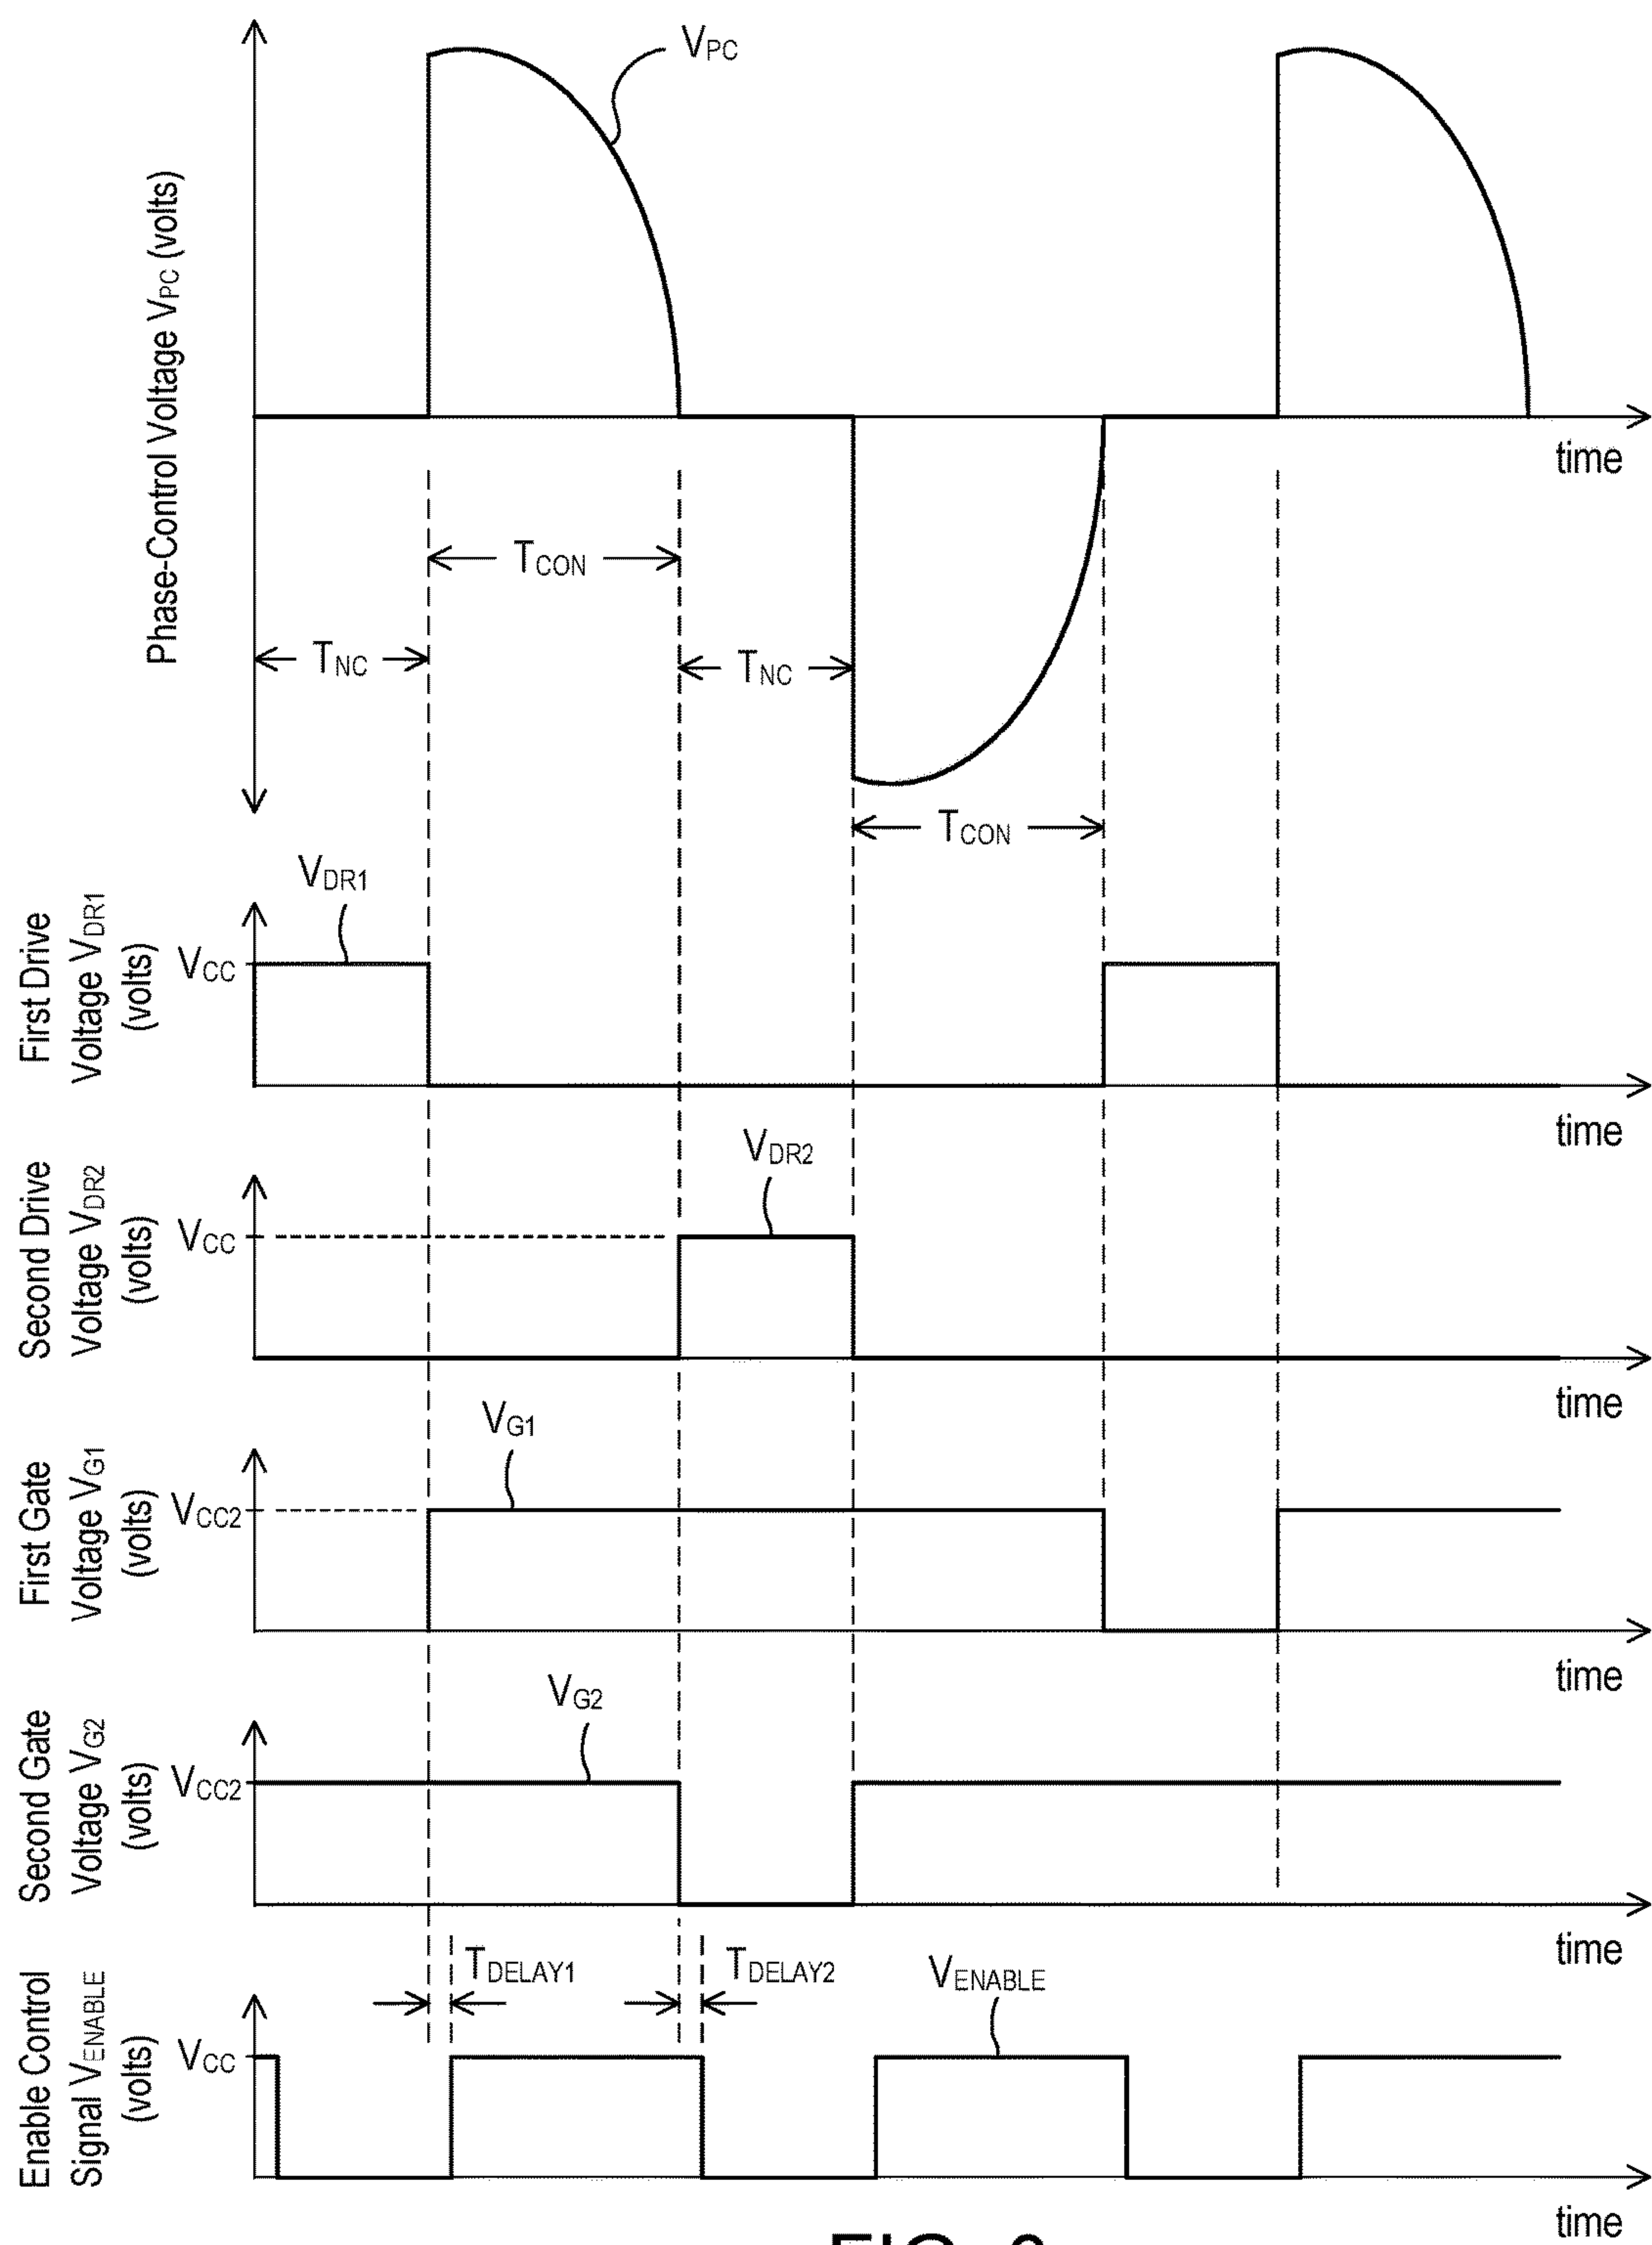 VPC
Phase-Control Voltage VPC (volts)
time
TCON
TNC
TNC
TCON
VDR1
First Drive
Voltage VDR1
(volts)
VCC
time
VDR2
Second Drive
Voltage VDR2
(volts)
VCC
time
VG1
First Gate
Voltage VG1
(volts)
VCC2
time
VG2
Second Gate
Voltage VG2
(volts)
VCC2
time
TDELAY1
TDELAY2
VENABLE
Enable Control
Signal VENABLE
(volts)
VCC
time